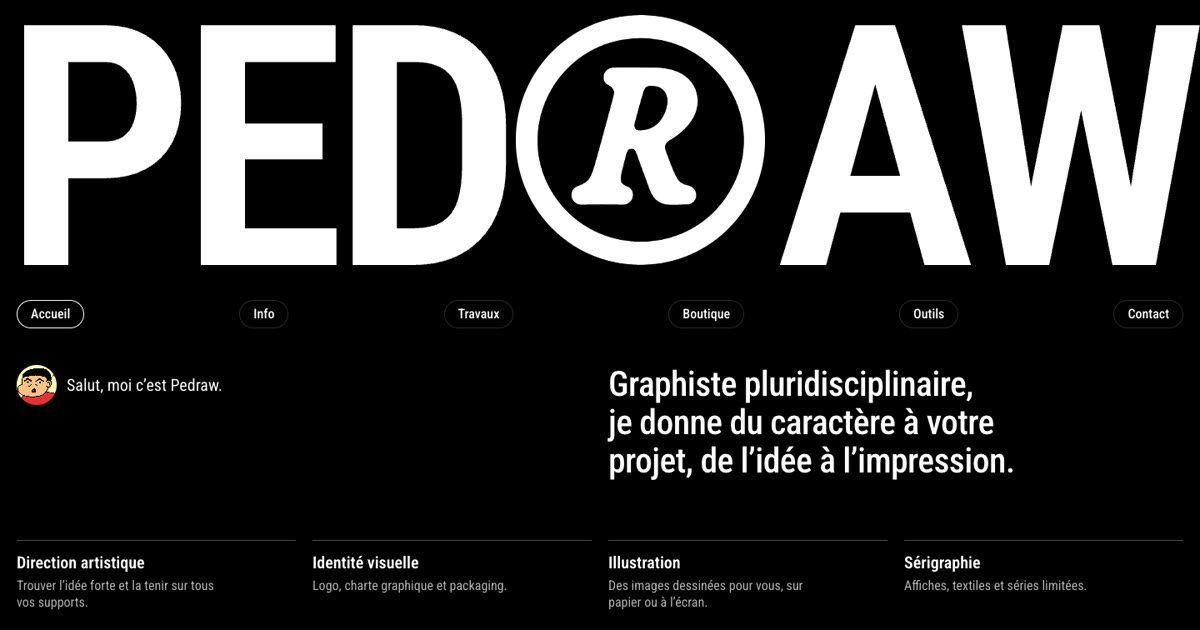 PED®AW
Accueil
Info
Travaux
Boutique
Outils
Contact
Salut, moi c’est Pedraw.
Graphiste pluridisciplinaire,
je donne du caractère à votre
projet, de l’idée à l’impression.
Direction artistique
Trouver l’idée forte et la tenir sur tous
vos supports.
Identité visuelle
Logo, charte graphique et packaging.
Illustration
Des images dessinées pour vous, sur
papier ou à l’écran.
Sérigraphie
Affiches, textiles et séries limitées.